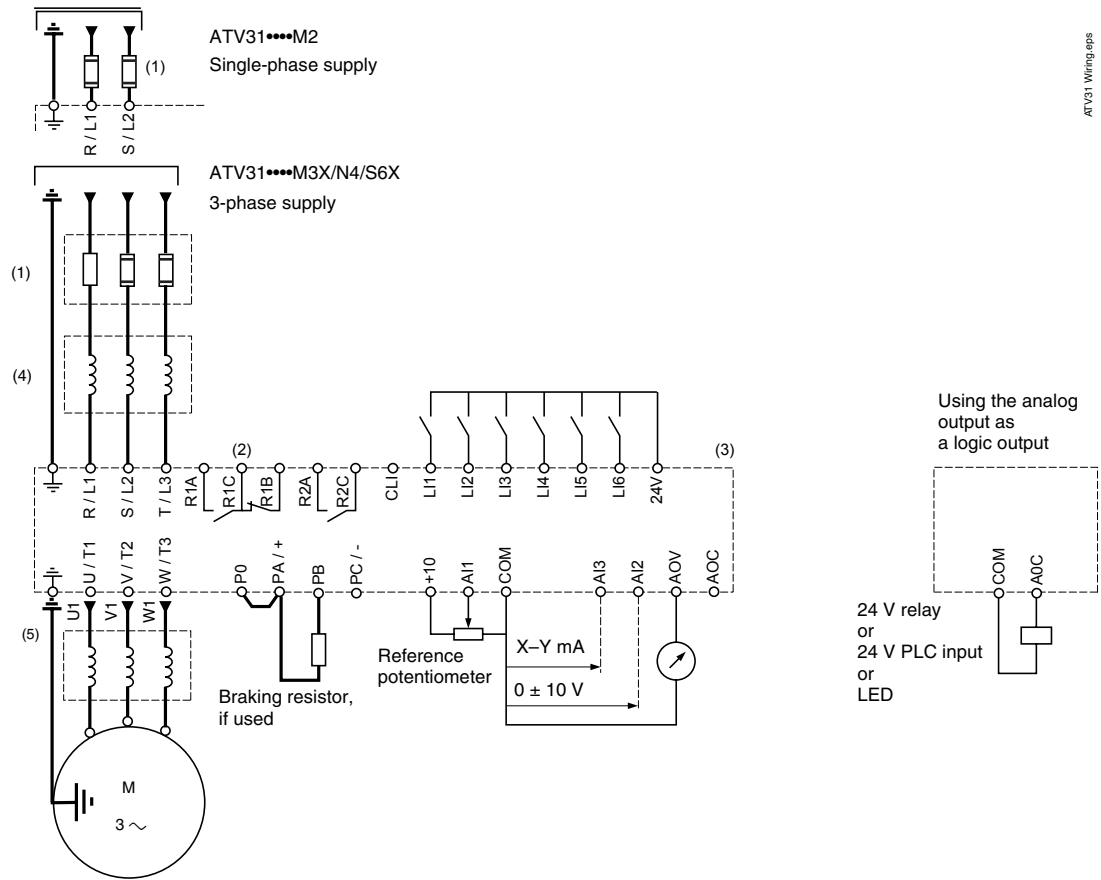 ATV31••••M2
Single-phase supply
(1)
R / L1
S / L2
ATV31 Wiring.eps
ATV31••••M3X/N4/S6X
3-phase supply
(1)
(4)
(2)
(3)
R / L1
S / L2
T / L3
R1A
R1C
R1B
R2A
R2C
CLI
LI1
LI2
LI3
LI4
LI5
LI6
24V
U / T1
V / T2
W / T3
P0
PA / +
PB
PC / -
+10
AI1
COM
AI3
AI2
AOV
AOC
(5)
U1
V1
W1
Braking resistor,
if used
Reference
potentiometer
X–Y mA
0 ± 10 V
M
3 ~
Using the analog
output as
a logic output
COM
A0C
24 V relay
or
24 V PLC input
or
LED